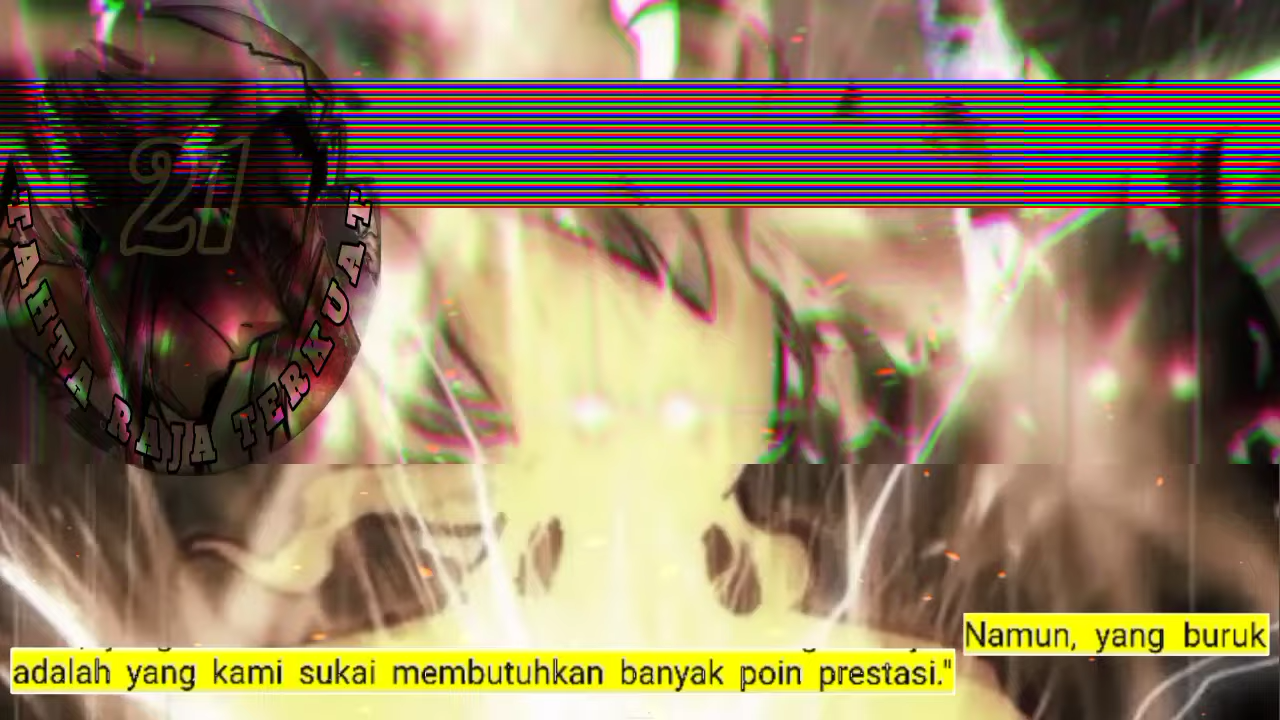 21
TAHTA RAJA TERKUAT
Namun, yang buruk
adalah yang kami sukai membutuhkan banyak poin prestasi."